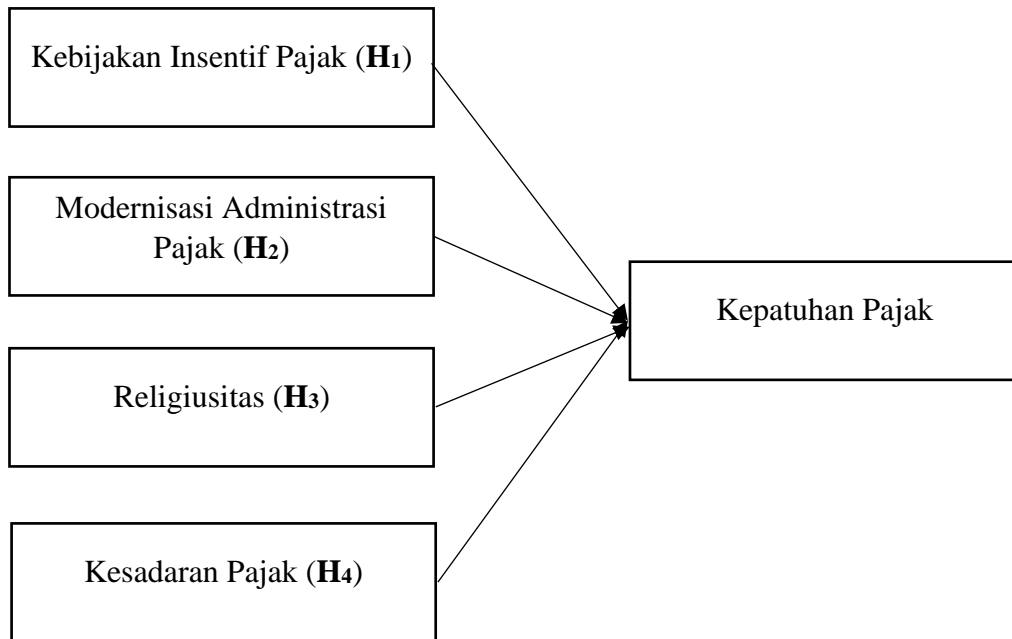 Kebijakan Insentif Pajak (H1)
Modernisasi Administrasi
Pajak (H2)
Religiusitas (H3)
Kesadaran Pajak (H4)
Kepatuhan Pajak